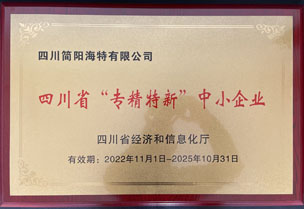 四川简阳海特有限公司
四川省“专精特新”中小企业
四川省经济和信息化厅
有效期：2022年11月1日-2025年10月31日